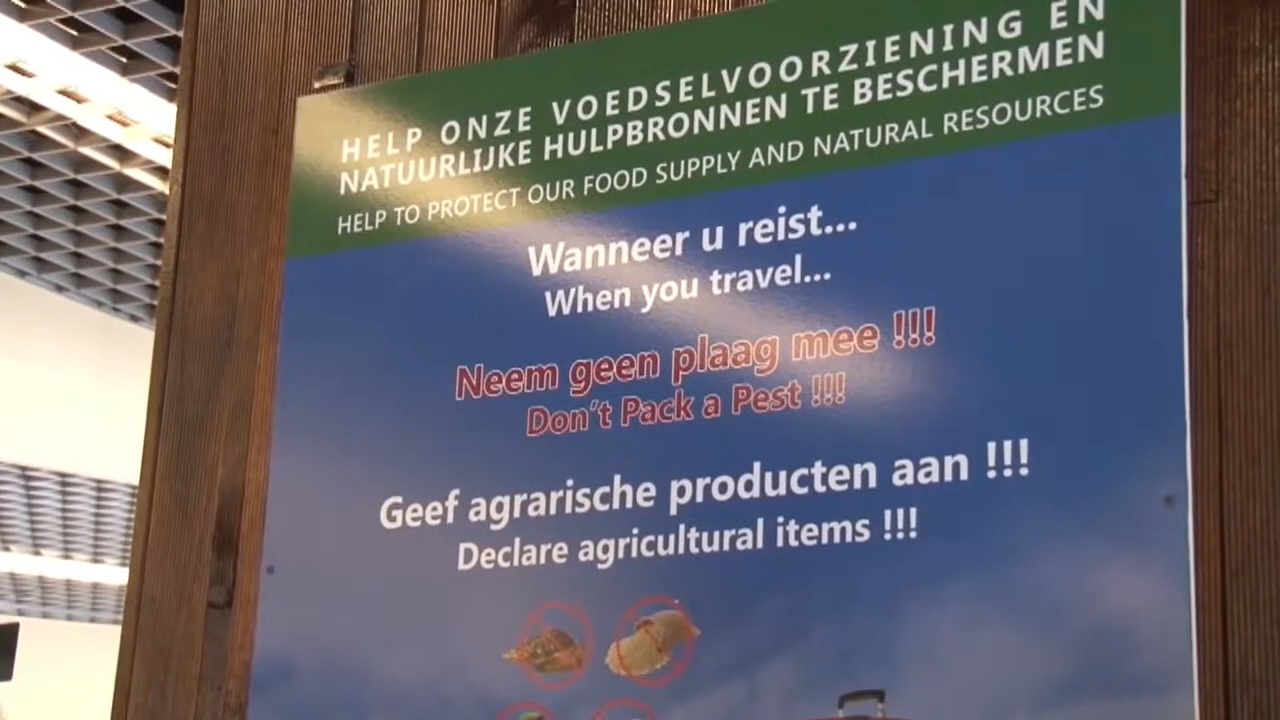 HELP ONZE VOEDSELVOORZIENING EN
NATUURLIJKE HULPBRONNEN TE BESCHERMEN
HELP TO PROTECT OUR FOOD SUPPLY AND NATURAL RESOURCES
Wanneer u reist...
When you travel...
Neem geen plaag mee !!!
Don't Pack a Pest !!!
Geef agrarische producten aan !!!
Declare agricultural items !!!